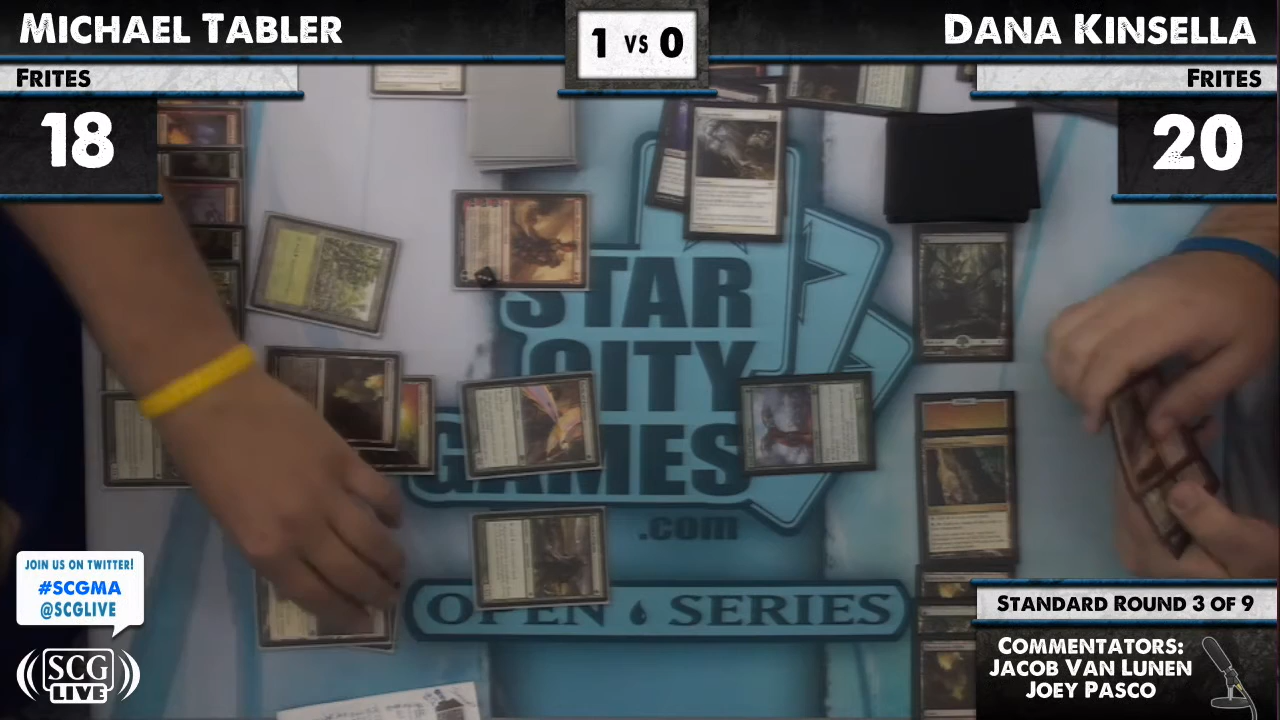 MICHAEL TABLER
1 VS 0
DANA KINSELLA
FRITES
FRITES
18
20
STAR
CITY
GAMES
.com
OPEN SERIES
JOIN US ON TWITTER!
#SCGMA
@SCGLIVE
SCG
LIVE
STANDARD ROUND 3 OF 9
COMMENTATORS:
JACOB VAN LUNEN
JOEY PASCO